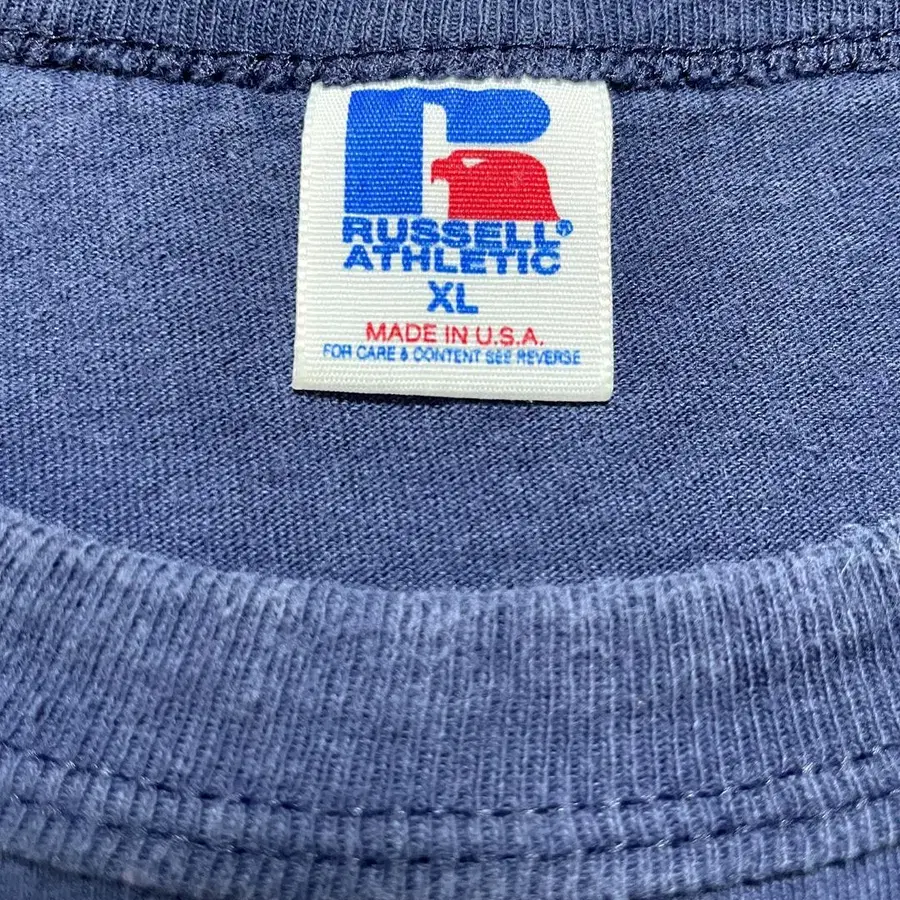 RUSSELL®
ATHLETIC
XL
MADE IN U.S.A.
FOR CARE & CONTENT SEE REVERSE